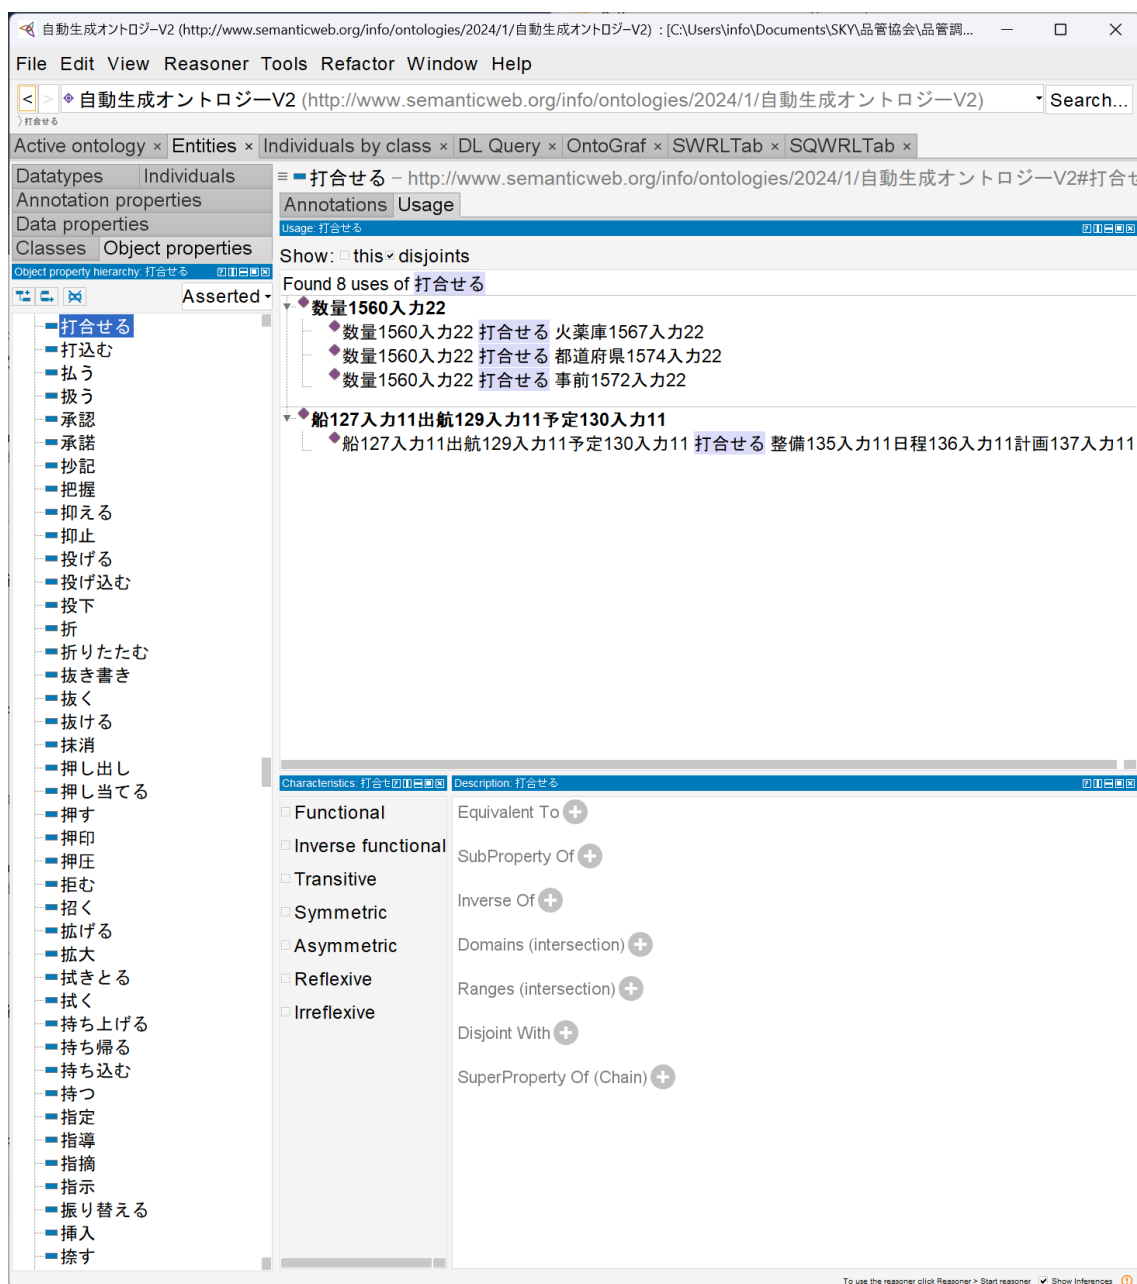 自動生成オントロジーV2 (http://www.semanticweb.org/info/ontologies/2024/1/自動生成オントロジーV2) : [C:\Users\info\Documents\SKY\品管協会\品管調...
File Edit View Reasoner Tools Refactor Window Help
< > 自動生成オントロジーV2 (http://www.semanticweb.org/info/ontologies/2024/1/自動生成オントロジーV2) Search...
〉打合せる
Active ontology × Entities × Individuals by class × DL Query × OntoGraf × SWRLTab × SQWRLTab ×
Datatypes Individuals
Annotation properties
Data properties
Classes Object properties
Object property hierarchy: 打合せる
Asserted
打合せる
打込む
払う
扱う
承認
承諾
抄記
把握
抑える
抑止
投げる
投げ込む
投下
折
折りたたむ
抜き書き
抜く
抜ける
抹消
押し出し
押し当てる
押す
押印
押圧
拒む
招く
拡げる
拡大
拭きとる
拭く
持ち上げる
持ち帰る
持ち込む
持つ
指定
指導
指摘
指示
振り替える
挿入
捺す
≡ 打合せる – http://www.semanticweb.org/info/ontologies/2024/1/自動生成オントロジーV2#打合せ
Annotations Usage
Usage: 打合せる
Show: this disjoints
Found 8 uses of 打合せる
数量1560入力22
数量1560入力22 打合せる 火薬庫1567入力22
数量1560入力22 打合せる 都道府県1574入力22
数量1560入力22 打合せる 事前1572入力22
船127入力11出航129入力11予定130入力11
船127入力11出航129入力11予定130入力11 打合せる 整備135入力11日程136入力11計画137入力11
Characteristics: 打合せ
Functional
Inverse functional
Transitive
Symmetric
Asymmetric
Reflexive
Irreflexive
Description: 打合せる
Equivalent To
SubProperty Of
Inverse Of
Domains (intersection)
Ranges (intersection)
Disjoint With
SuperProperty Of (Chain)
To use the reasoner click Reasoner > Start reasoner Show Inferences